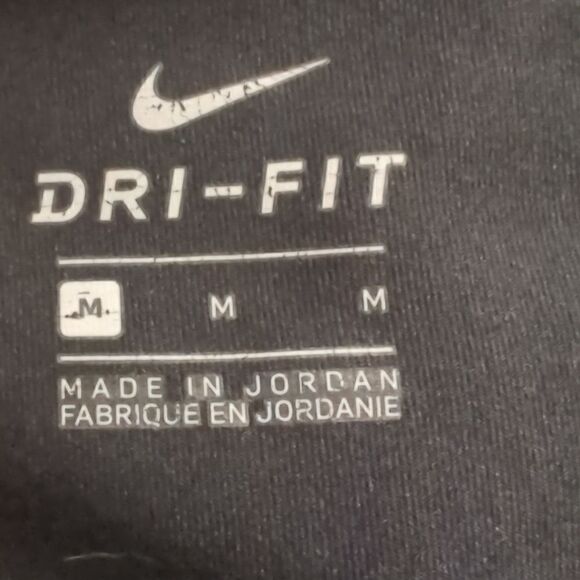 DRI-FIT
M M M
MADE IN JORDAN
FABRIQUE EN JORDANIE